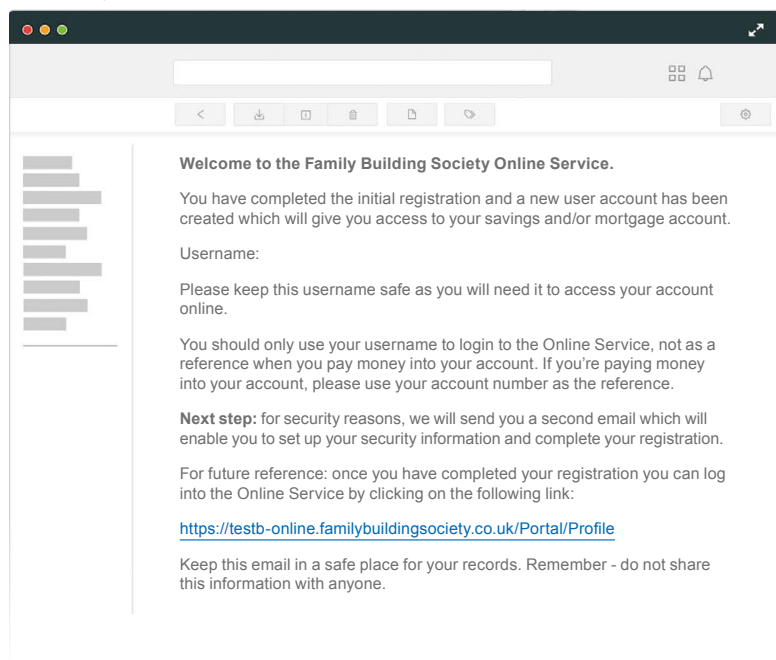 Welcome to the Family Building Society Online Service.
You have completed the initial registration and a new user account has been
created which will give you access to your savings and/or mortgage account.
Username:
Please keep this username safe as you will need it to access your account
online.
You should only use your username to login to the Online Service, not as a
reference when you pay money into your account. If you’re paying money
into your account, please use your account number as the reference.
Next step: for security reasons, we will send you a second email which will
enable you to set up your security information and complete your registration.
For future reference: once you have completed your registration you can log
into the Online Service by clicking on the following link:
https://testb-online.familybuildingsociety.co.uk/Portal/Profile
Keep this email in a safe place for your records. Remember - do not share
this information with anyone.